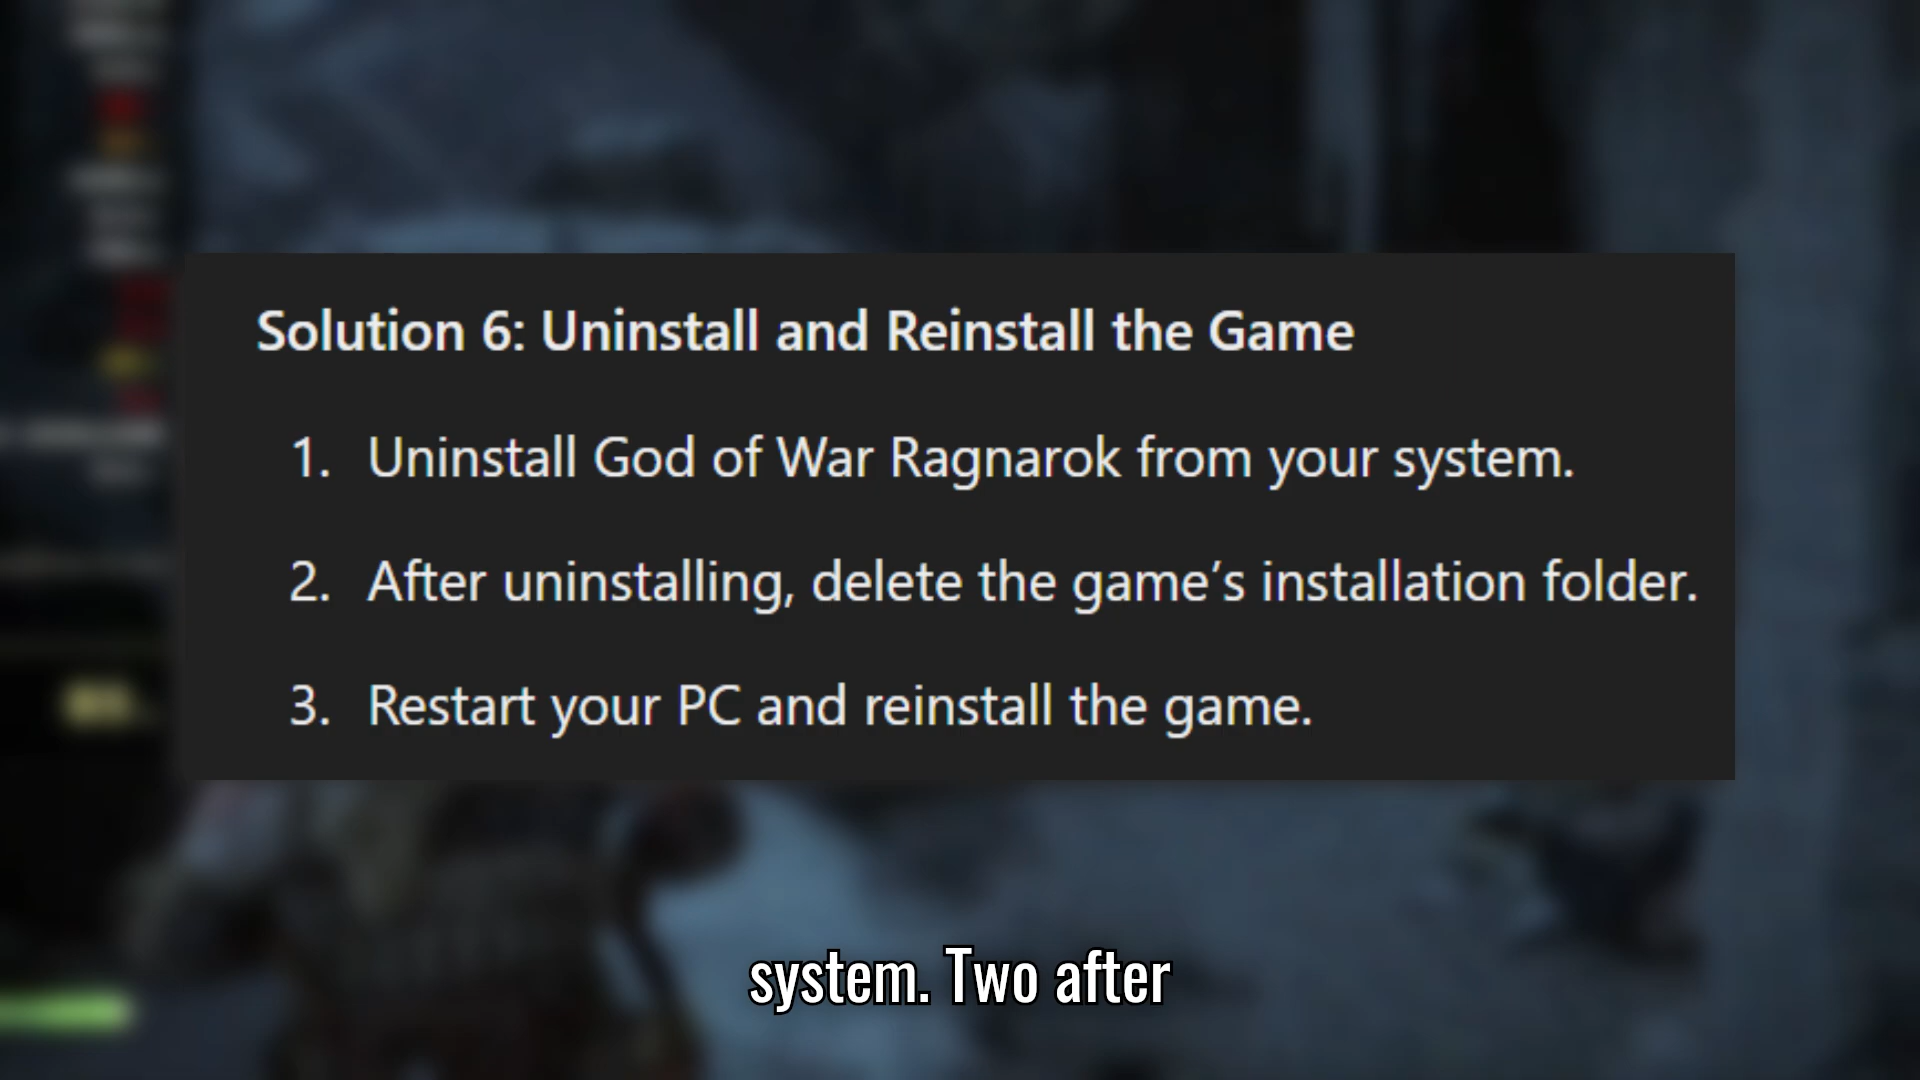 Solution 6: Uninstall and Reinstall the Game
1. Uninstall God of War Ragnarok from your system.
2. After uninstalling, delete the game’s installation folder.
3. Restart your PC and reinstall the game.
system. Two after